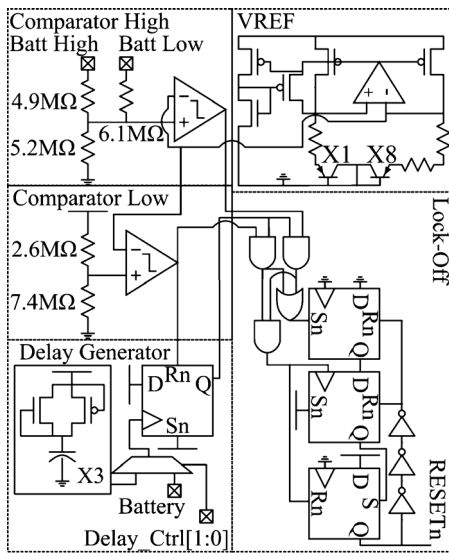 Comparator High
Batt High Batt Low
4.9MΩ
6.1MΩ
5.2MΩ
VREF
X1 X8
Comparator Low
2.6MΩ
7.4MΩ
Lock-Off
Delay Generator
X3
D Rn Q
Sn
Battery
Delay_Ctrl[1:0]
D Rn
Sn Q
D Rn
Sn Q
D S
Rn Q
RESETn